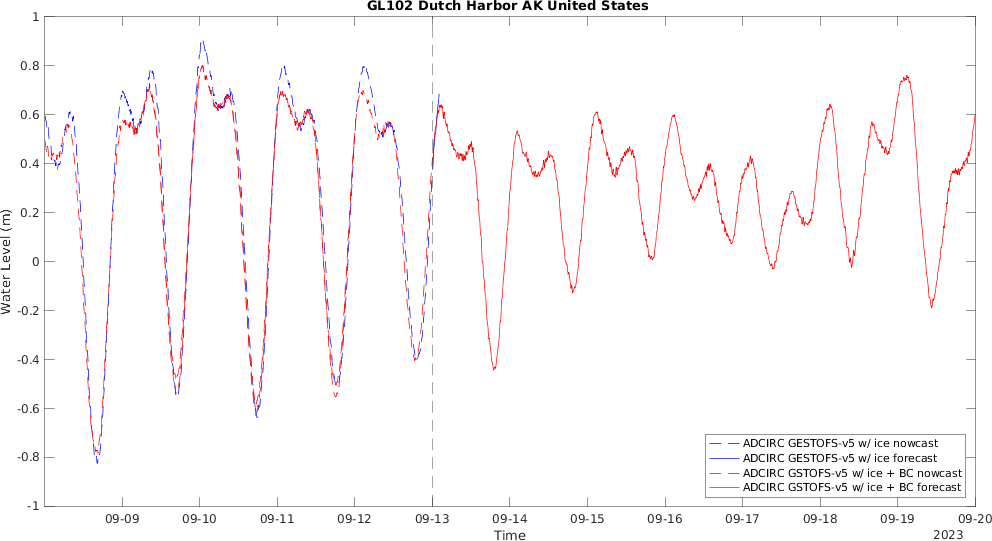 GL102 Dutch Harbor AK United States
1
0.8
0.6
0.4
0.2
0
-0.2
-0.4
-0.6
-0.8
-1
Water Level (m)
ADCIRC GESTOFS-v5 w/ ice nowcast
ADCIRC GESTOFS-v5 w/ ice forecast
ADCIRC GSTOFS-v5 w/ ice + BC nowcast
ADCIRC GSTOFS-v5 w/ ice + BC forecast
09-09 09-10 09-11 09-12 09-13 09-14 09-15 09-16 09-17 09-18 09-19 09-20
Time
2023